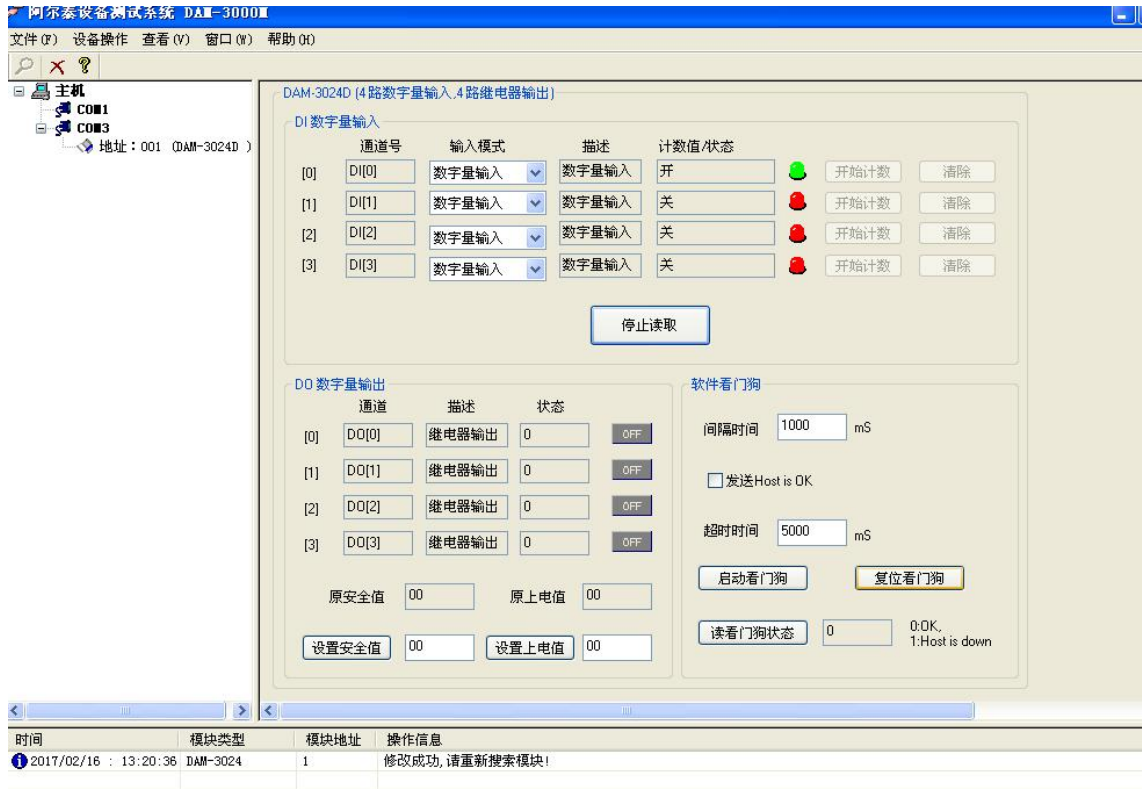 阿尔泰设备测试系统 DAM-3000M
文件(F) 设备操作 查看(V) 窗口(W) 帮助(H)
主机
COM1
COM3
地址：001 (DAM-3024D )
DAM-3024D (4路数字量输入,4路继电器输出)
DI 数字量输入
通道号 输入模式 描述 计数值/状态
[0] DI[0] 数字量输入 数字量输入 开 开始计数 清除
[1] DI[1] 数字量输入 数字量输入 关 开始计数 清除
[2] DI[2] 数字量输入 数字量输入 关 开始计数 清除
[3] DI[3] 数字量输入 数字量输入 关 开始计数 清除
停止读取
DO 数字量输出
通道 描述 状态
[0] DO[0] 继电器输出 0 OFF
[1] DO[1] 继电器输出 0 OFF
[2] DO[2] 继电器输出 0 OFF
[3] DO[3] 继电器输出 0 OFF
原安全值 00 原上电值 00
设置安全值 00 设置上电值 00
软件看门狗
间隔时间 1000 mS
发送Host is OK
超时时间 5000 mS
启动看门狗 复位看门狗
读看门狗状态 0 0:OK,
1:Host is down
时间 模块类型 模块地址 操作信息
2017/02/16 : 13:20:36 DAM-3024 1 修改成功,请重新搜索模块!